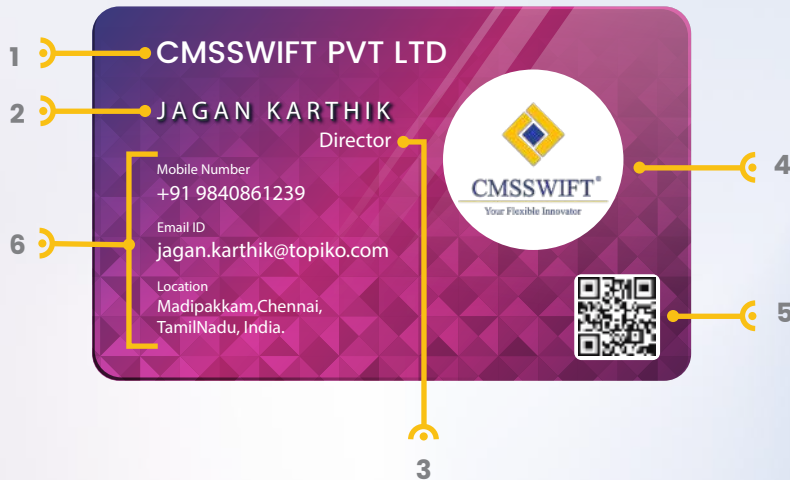 1
CMSSWIFT PVT LTD
2
JAGAN KARTHIK
Director
Mobile Number
+91 9840861239
6
Email ID
jagan.karthik@topiko.com
Location
Madipakkam,Chennai,
TamilNadu, India.
4
CMSSWIFT®
Your Flexible Innovator
5
3